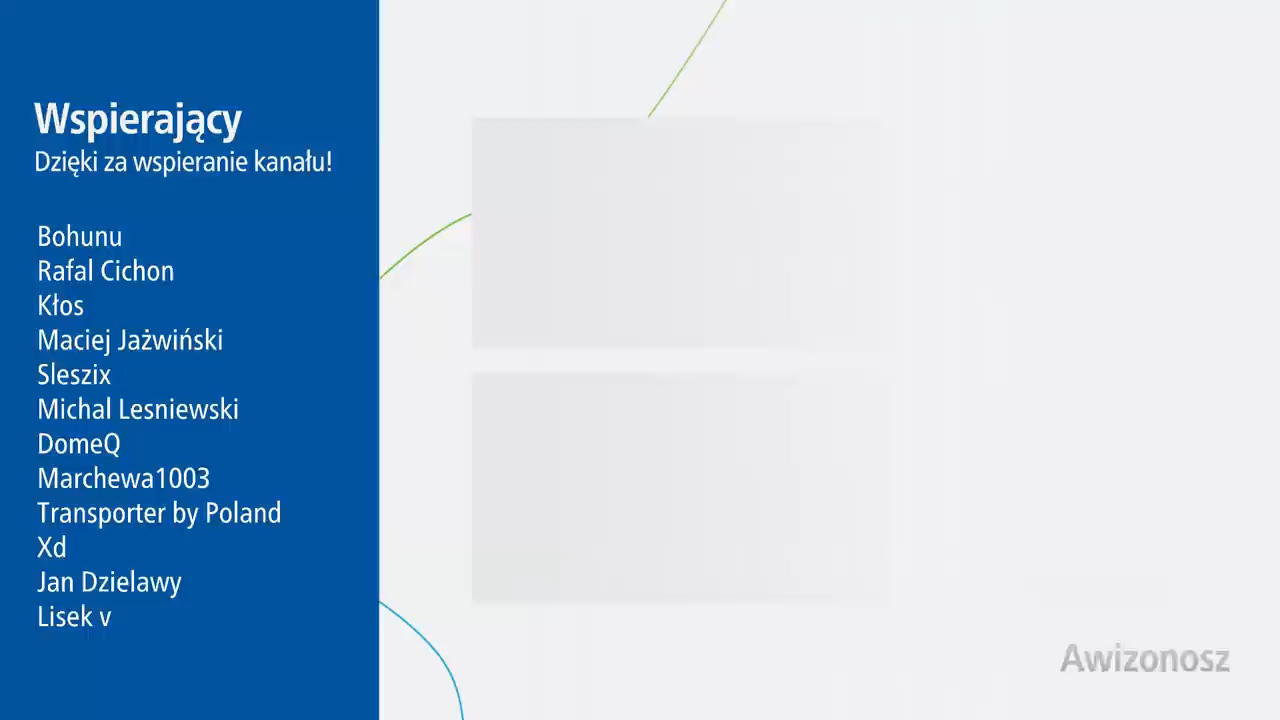 Wspierający
Dzięki za wspieranie kanału!
Bohunu
Rafal Cichon
Kłos
Maciej Jażwiński
Sleszix
Michal Lesniewski
DomeQ
Marchewa1003
Transporter by Poland
Xd
Jan Dzielawy
Lisek v
Awizonosz